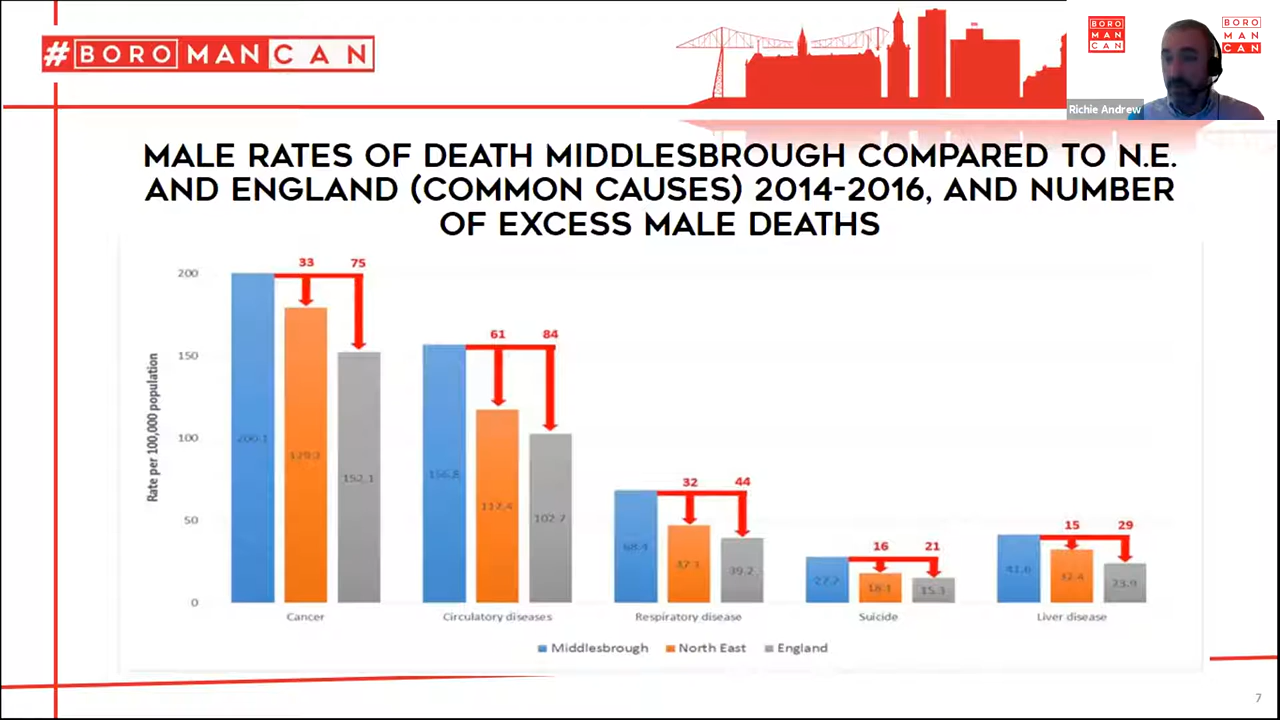 #BOROMANCAN
BORO
MAN
CAN
BORO
MAN
CAN
Richie Andrew
MALE RATES OF DEATH MIDDLESBROUGH COMPARED TO N.E.
AND ENGLAND (COMMON CAUSES) 2014-2016, AND NUMBER
OF EXCESS MALE DEATHS
Rate per 100,000 population
200
150
100
50
0
33 75
61 84
32 44
16 21
15 29
200.1
152.1
156.8
117.4
102.7
68.4
39.2
27.7
18.1
15.3
41.6
32.4
23.9
Cancer
Circulatory diseases
Respiratory disease
Suicide
Liver disease
Middlesbrough North East England
7